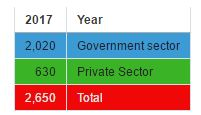 2017 Year
2,020 Government sector
630 Private Sector
2,650 Total